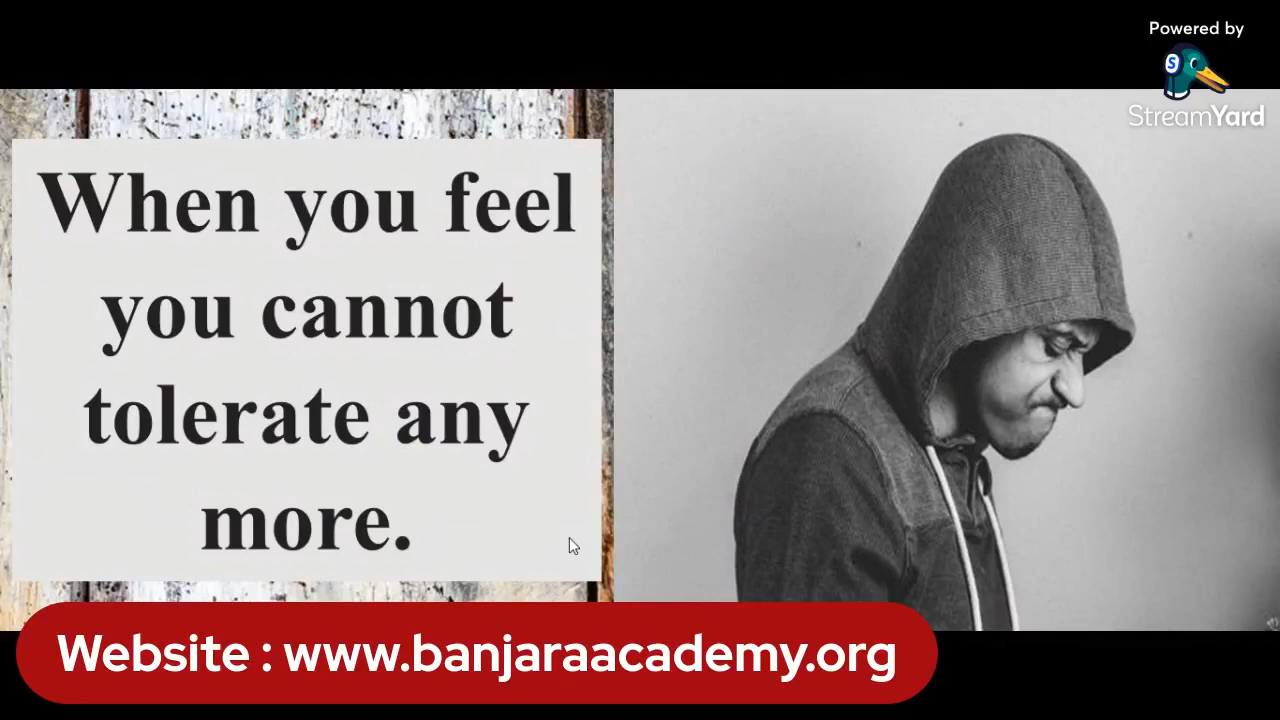 Powered by
S
StreamYard
When you feel
you cannot
tolerate any
more.
Website : www.banjaraacademy.org